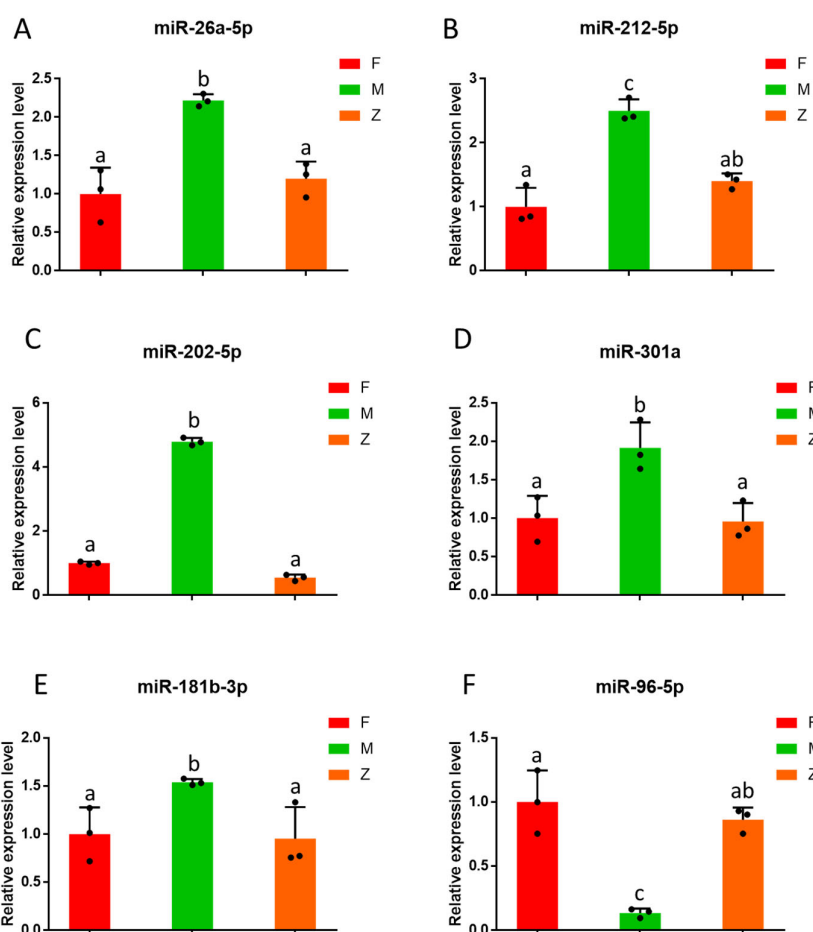 A
miR-26a-5p
Relative expression level
2.5
2.0
1.5
1.0
0.5
0.0
a
b
a
F
M
Z
B
miR-212-5p
Relative expression level
3
2
1
0
a
c
ab
F
M
Z
C
miR-202-5p
Relative expression level
6
4
2
0
a
b
a
F
M
Z
D
miR-301a
Relative expression level
2.5
2.0
1.5
1.0
0.5
0.0
a
b
a
F
M
Z
E
miR-181b-3p
Relative expression level
2.0
1.5
1.0
0.5
0.0
a
b
a
F
M
Z
F
miR-96-5p
Relative expression level
1.5
1.0
0.5
0.0
a
c
ab
F
M
Z